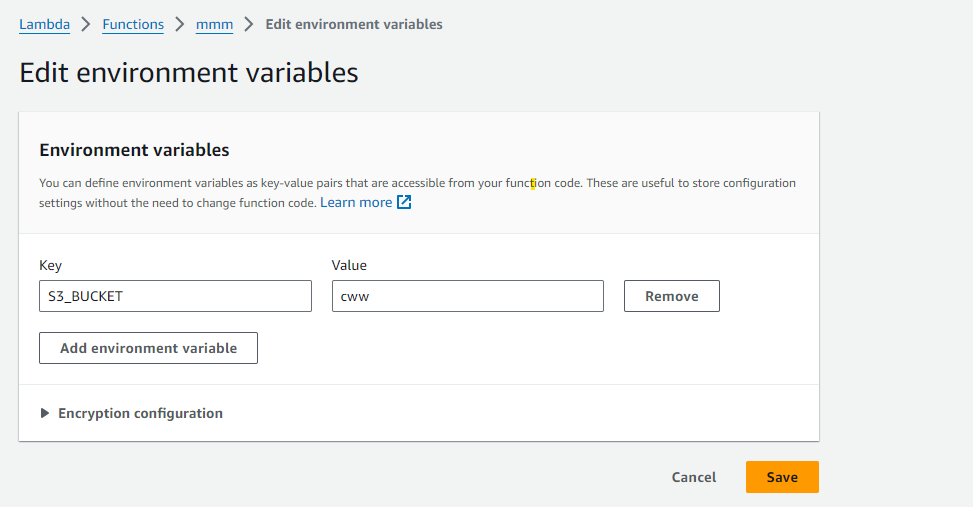 Lambda > Functions > mmm > Edit environment variables
Edit environment variables
Environment variables
You can define environment variables as key-value pairs that are accessible from your function code. These are useful to store configuration
settings without the need to change function code. Learn more
Key Value
S3_BUCKET cww Remove
Add environment variable
Encryption configuration
Cancel Save